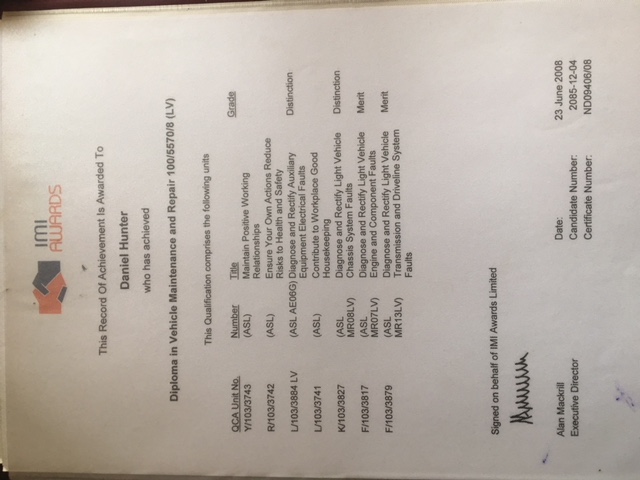 IMI
AWARDS
This Record Of Achievement Is Awarded To
Daniel Hunter
who has achieved
Diploma in Vehicle Maintenance and Repair 100/5570/8 (LV)
This Qualification comprises the following units
QCA Unit No. Number Title Grade
Y/103/3743 (ASL) Maintain Positive Working
Relationships
R/103/3742 (ASL) Ensure Your Own Actions Reduce
Risks to Health and Safety
L/103/3884 LV (ASL AE06G) Diagnose and Rectify Auxiliary Distinction
Equipment Electrical Faults
L/103/3741 (ASL) Contribute to Workplace Good
Housekeeping
K/103/3827 (ASL Diagnose and Rectify Light Vehicle Distinction
MR08LV) Chassis System Faults
F/103/3817 (ASL Diagnose and Rectify Light Vehicle Merit
MR07LV) Engine and Component Faults
F/103/3879 (ASL Diagnose and Rectify Light Vehicle Merit
MR13LV) Transmission and Driveline System
Faults
Signed on behalf of IMI Awards Limited
Alan Mackrill Date: 23 June 2008
Executive Director Candidate Number: 2085-12-04
Certificate Number: ND09406/08